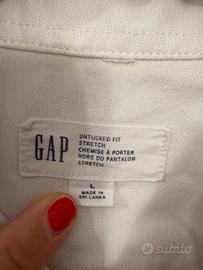 GAP
UNTUCKED FIT
STRETCH
CHEMISE À PORTER
HORS DU PANTALON
STRETCH
L
MADE IN
SRI LANKA
subito